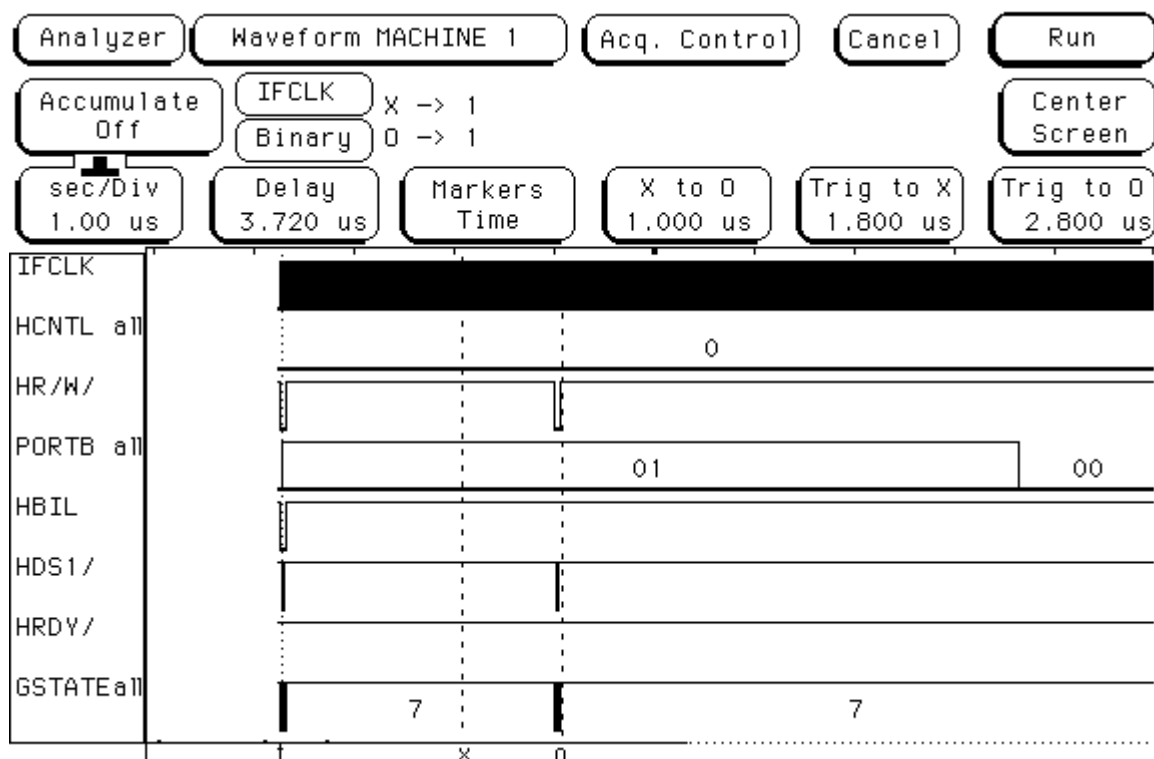 Analyzer Waveform MACHINE 1 Acq. Control Cancel Run
Accumulate Off
IFCLK X -> 1
Binary O -> 1
Center Screen
sec/Div 1.00 us
Delay 3.720 us
Markers Time
X to O 1.000 us
Trig to X 1.800 us
Trig to O 2.800 us
IFCLK
HCNTL all 0
HR/W/
PORTB all 01 00
HBIL
HDS1/
HRDY/
GSTATEall 7 7
t X O